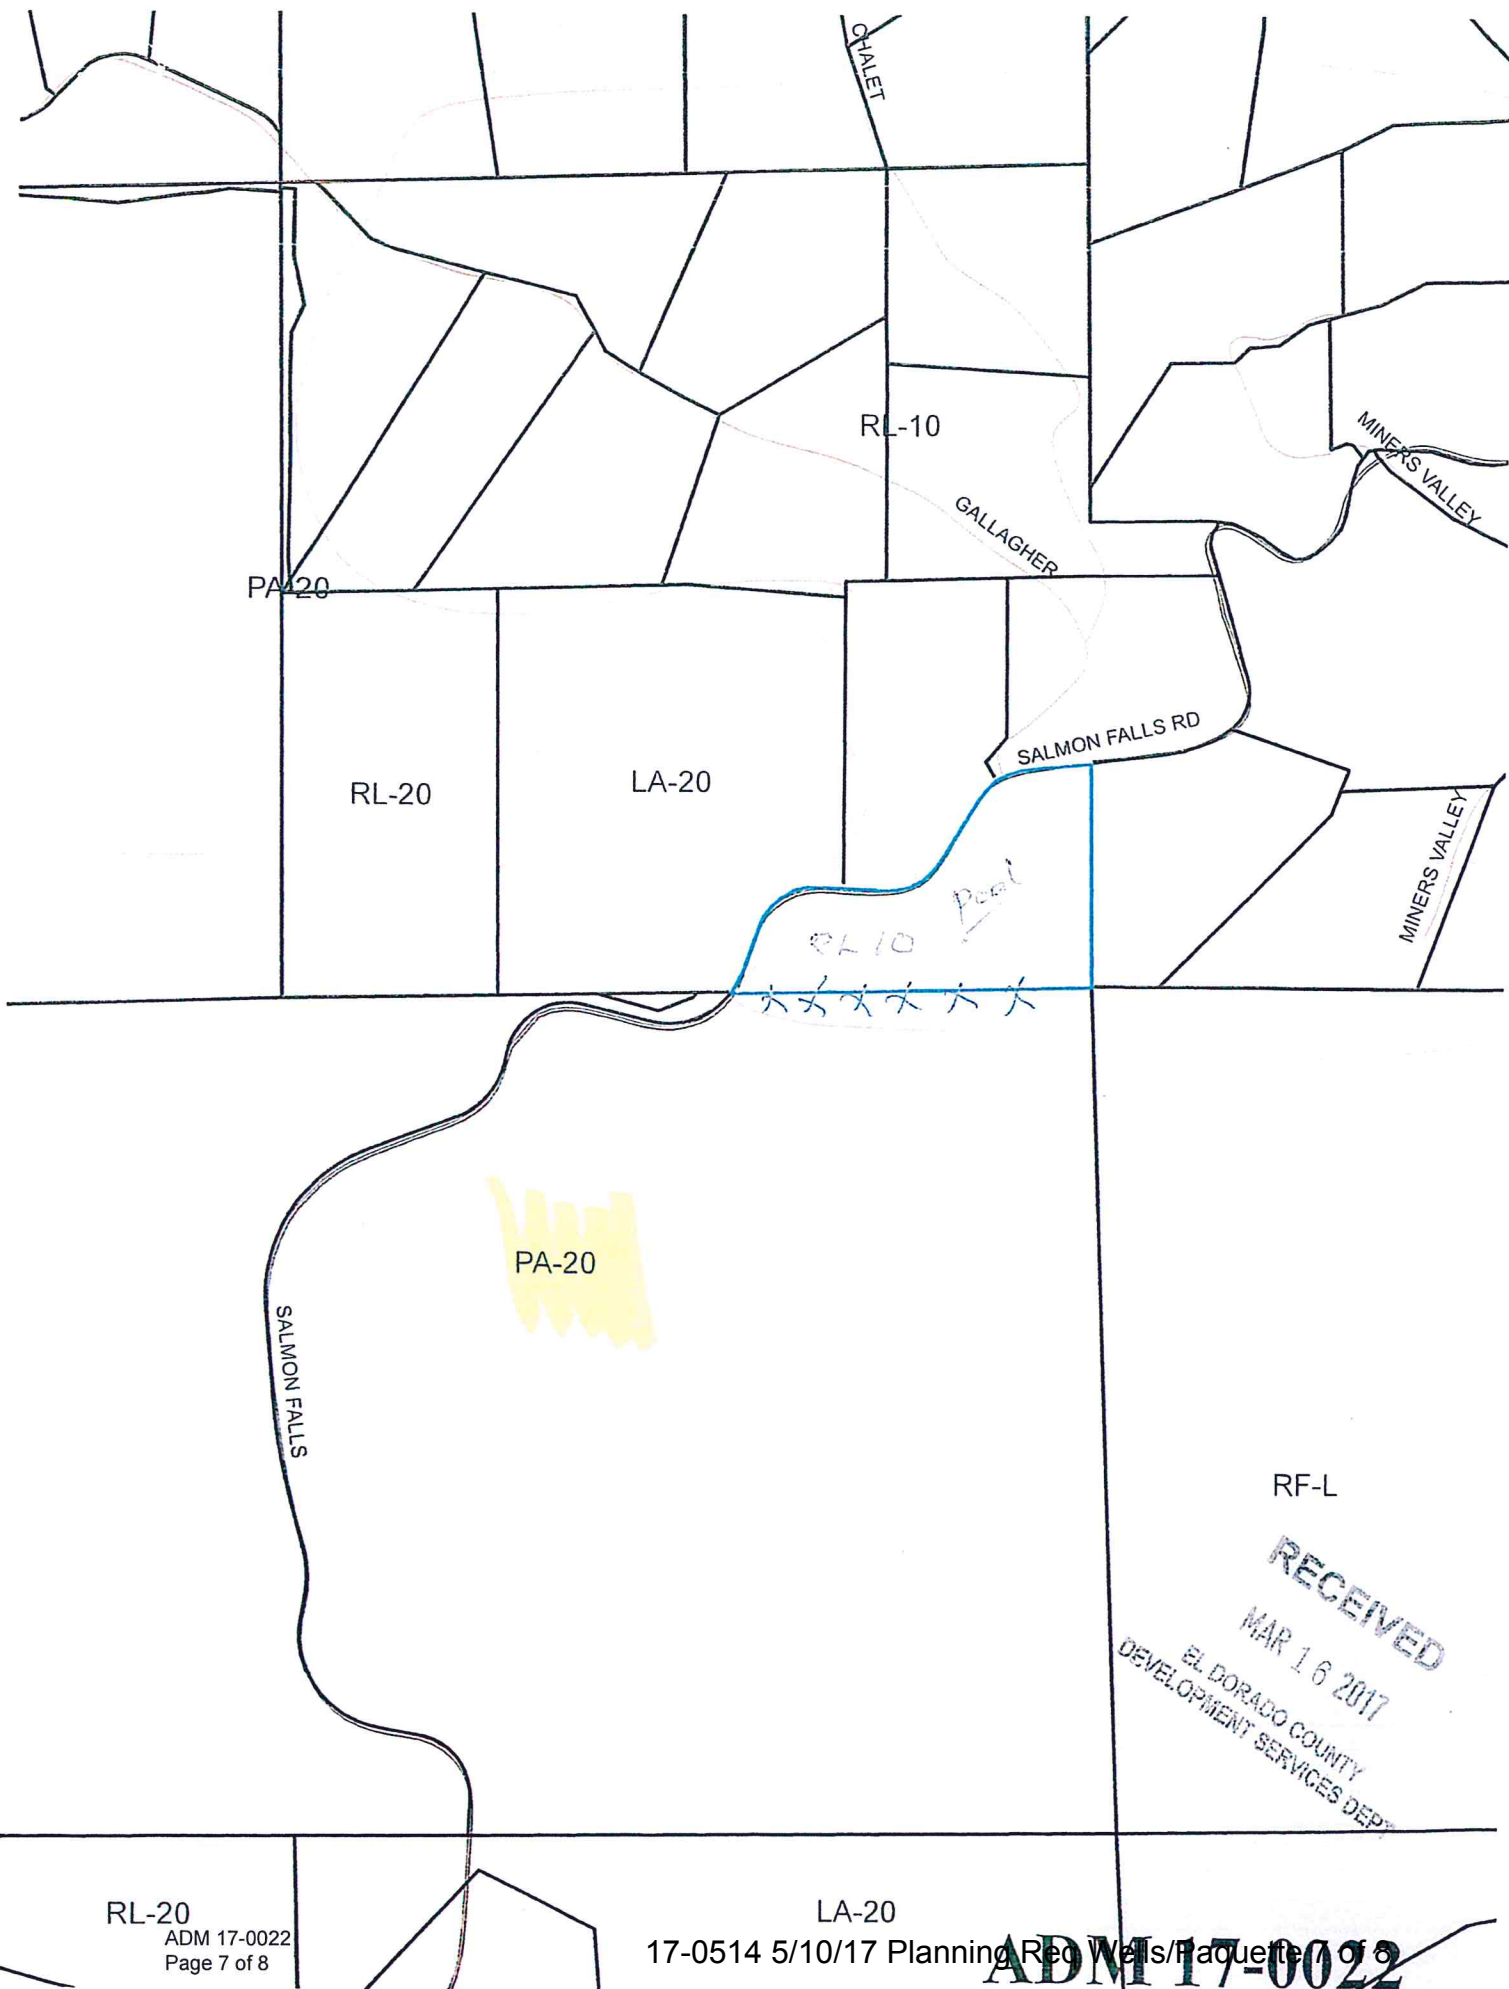 CHALET
RL-10
MINERS VALLEY
GALLAGHER
PA-20
SALMON FALLS RD
RL-20
LA-20
MINERS VALLEY
Pool
RL 10
X X X X X X
PA-20
SALMON FALLS
RF-L
RECEIVED
MAR 16 2017
EL DORADO COUNTY
DEVELOPMENT SERVICES DEPT
RL-20
LA-20
ADM 17-0022
Page 7 of 8
17-0514 5/10/17 Planning Req Wells/Paquette 7 of 8
ADM 17-0022